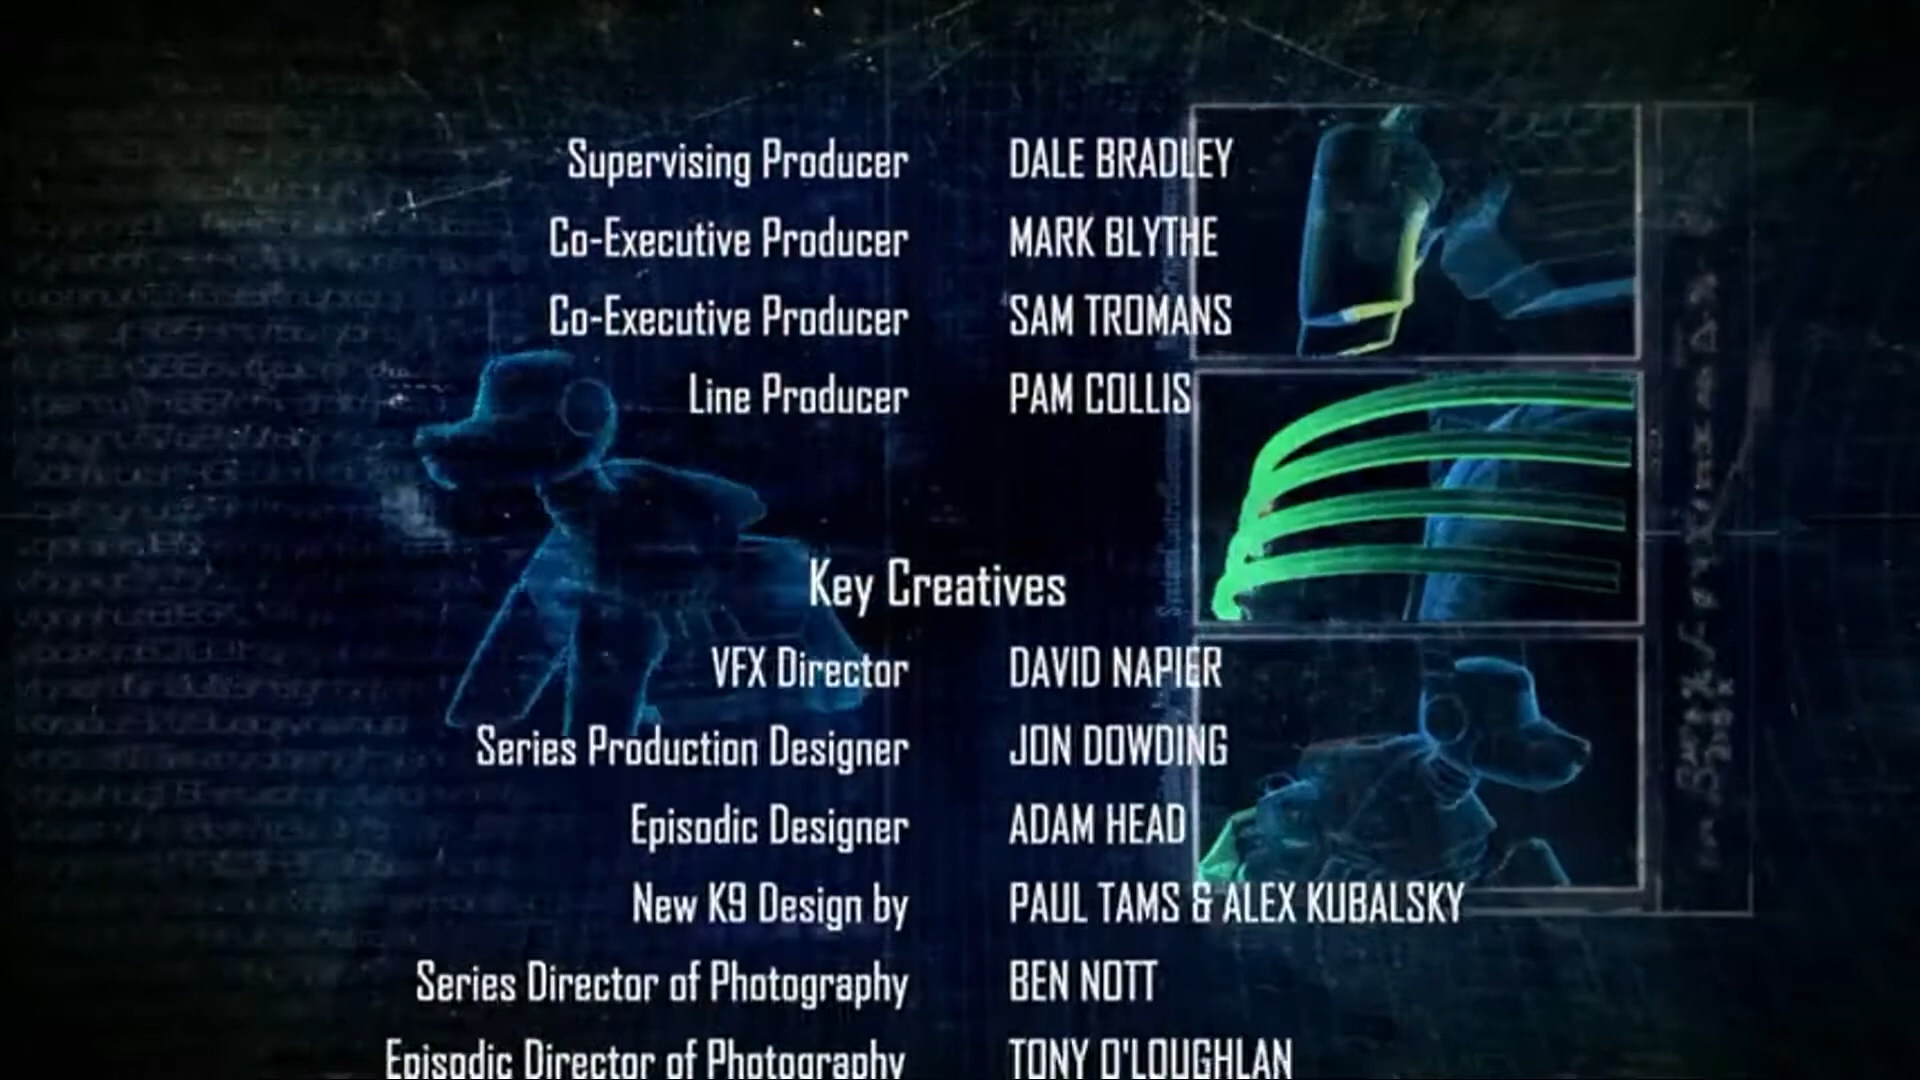 Supervising Producer DALE BRADLEY
Co-Executive Producer MARK BLYTHE
Co-Executive Producer SAM TROMANS
Line Producer PAM COLLIS
Key Creatives
VFX Director DAVID NAPIER
Series Production Designer JON DOWDING
Episodic Designer ADAM HEAD
New K9 Design by PAUL TAMS & ALEX KUBALSKY
Series Director of Photography BEN NOTT
Episodic Director of Photography TONY O'LOUGHLAN